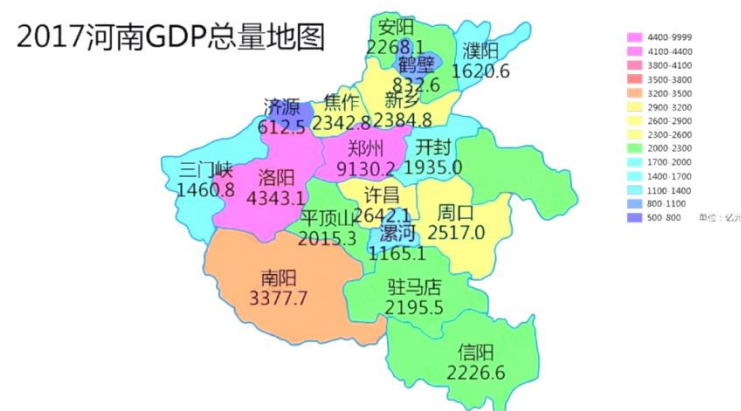 2017河南GDP总量地图
安阳
2268.1
濮阳
1620.6
鹤壁
832.6
新乡
2384.8
焦作
2342.8
济源
612.5
三门峡
1460.8
洛阳
4343.1
郑州
9130.2
开封
1935.0
许昌
2642.1
平顶山
2015.3
漯河
1165.1
周口
2517.0
南阳
3377.7
驻马店
2195.5
信阳
2226.6
4400-9999
4100-4400
3800-4100
3500-3800
3200-3500
2900-3200
2600-2900
2300-2600
2000-2300
1700-2000
1400-1700
1100-1400
800-1100
500-800
单位：亿元